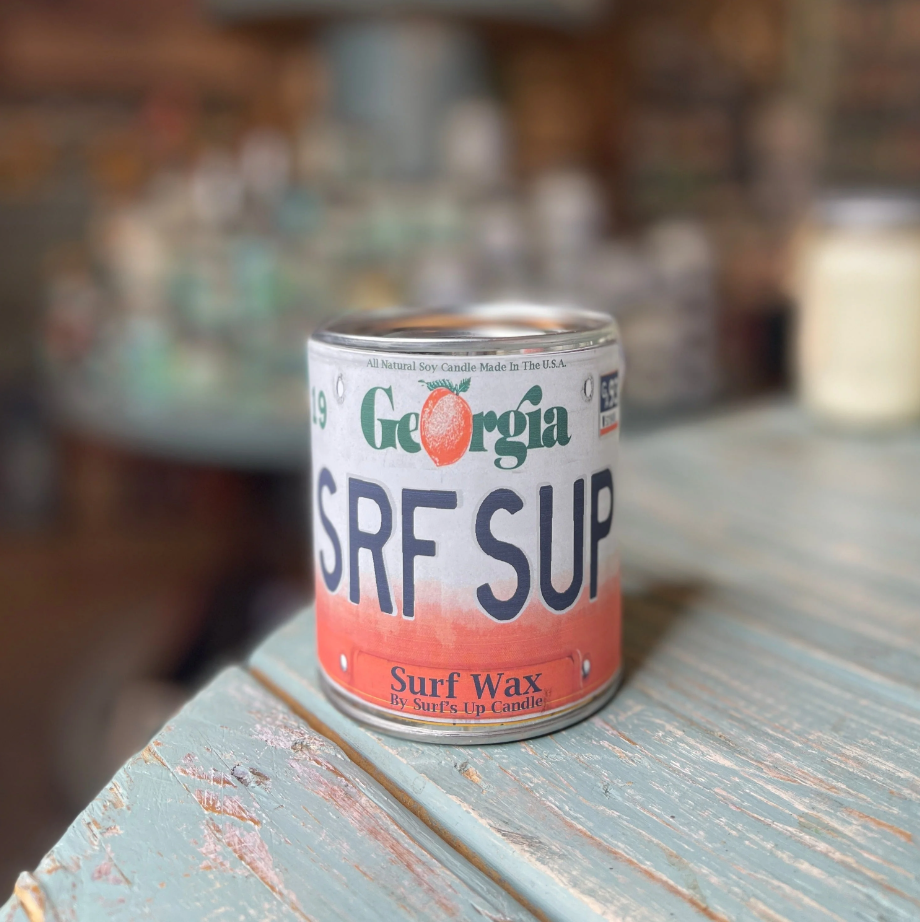 All Natural Soy Candle Made In The U.S.A.
19
Georgia
SRF SUP
Surf Wax
By Surf's Up Candle